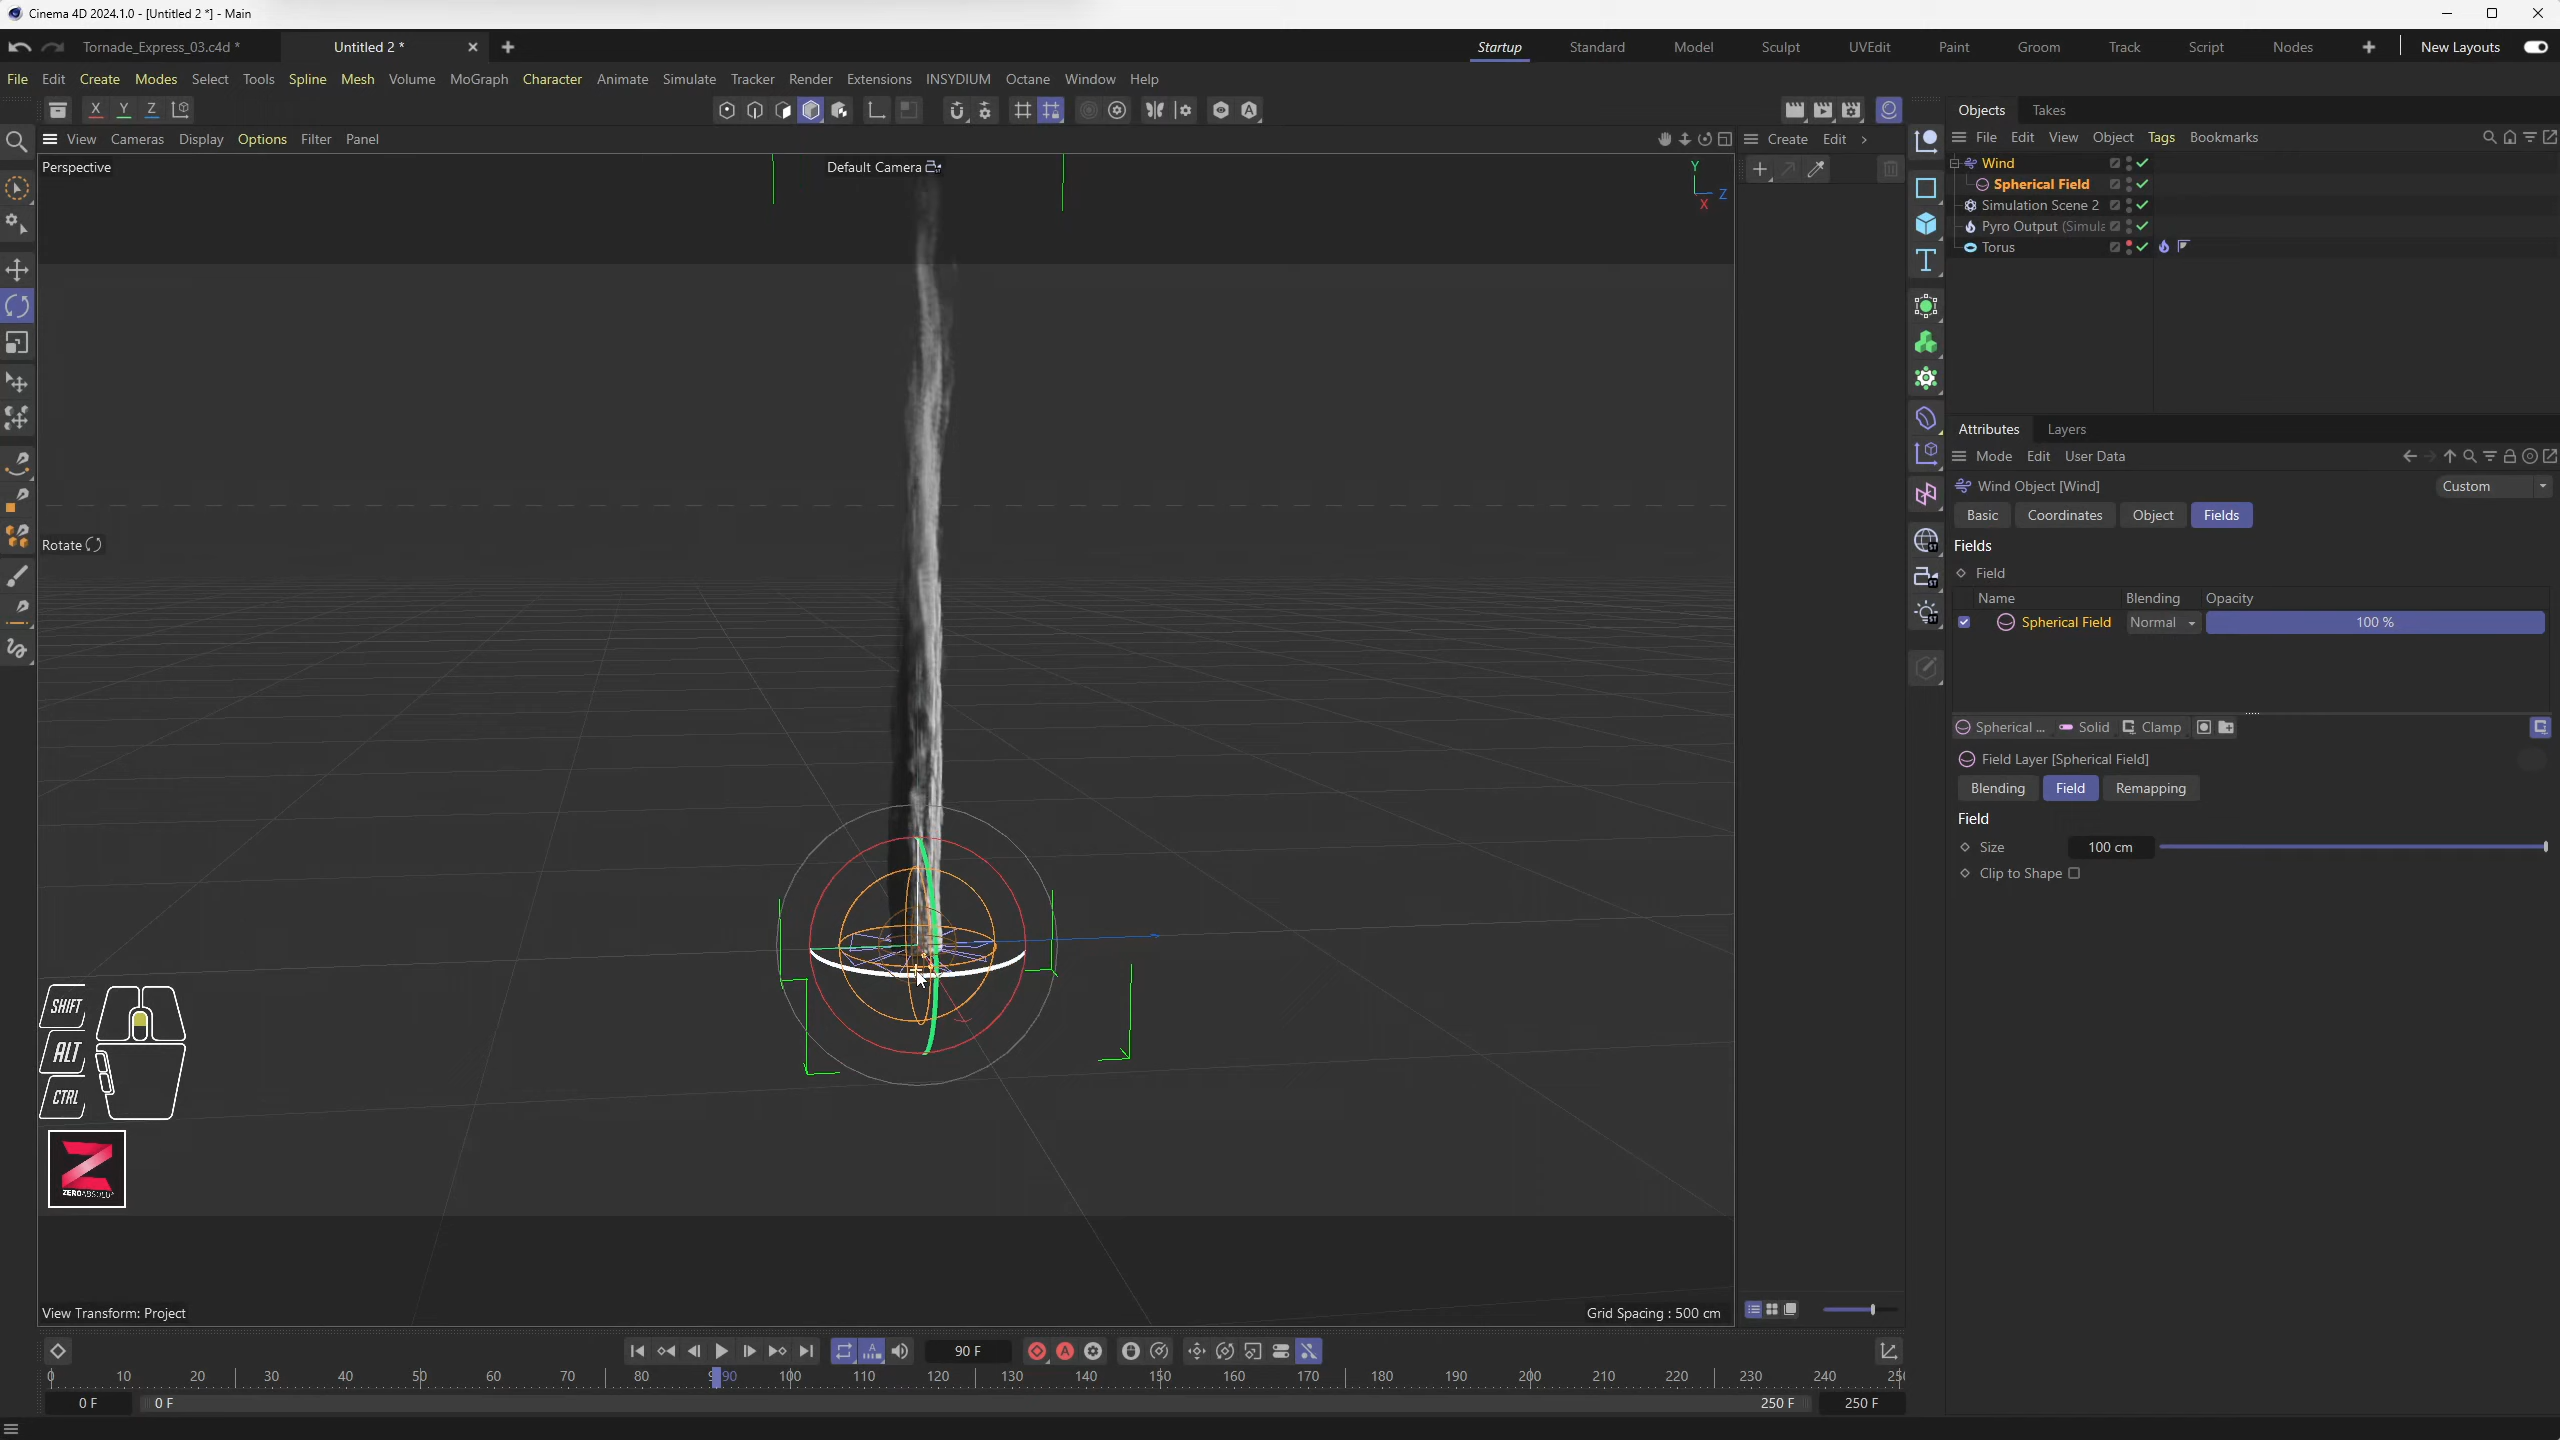 Cinema 4D 2024.1.0 - [Untitled 2 *] - Main
Tornade_Express_03.c4d *
Untitled 2 *
Startup Standard Model Sculpt UVEdit Paint Groom Track Script Nodes New Layouts
File Edit Create Modes Select Tools Spline Mesh Volume MoGraph Character Animate Simulate Tracker Render Extensions INSYDIUM Octane Window Help
X Y Z
View Cameras Display Options Filter Panel
Perspective
Default Camera
Y
Z
X
Rotate
SHIFT
ALT
CTRL
Z
ZEROABSOLU
View Transform: Project
Grid Spacing : 500 cm
Create Edit
Objects Takes
File Edit View Object Tags Bookmarks
Wind
Spherical Field
Simulation Scene 2
Pyro Output (Simula
Torus
Attributes Layers
Mode Edit User Data
Wind Object [Wind]
Custom
Basic Coordinates Object Fields
Fields
Field
Name Blending Opacity
Spherical Field Normal 100 %
Spherical ... Solid Clamp
Field Layer [Spherical Field]
Blending Field Remapping
Field
Size 100 cm
Clip to Shape
90 F
0 10 20 30 40 50 60 70 80 90 100 110 120 130 140 150 160 170 180 190 200 210 220 230 240
0 F 0 F 250 F 250 F